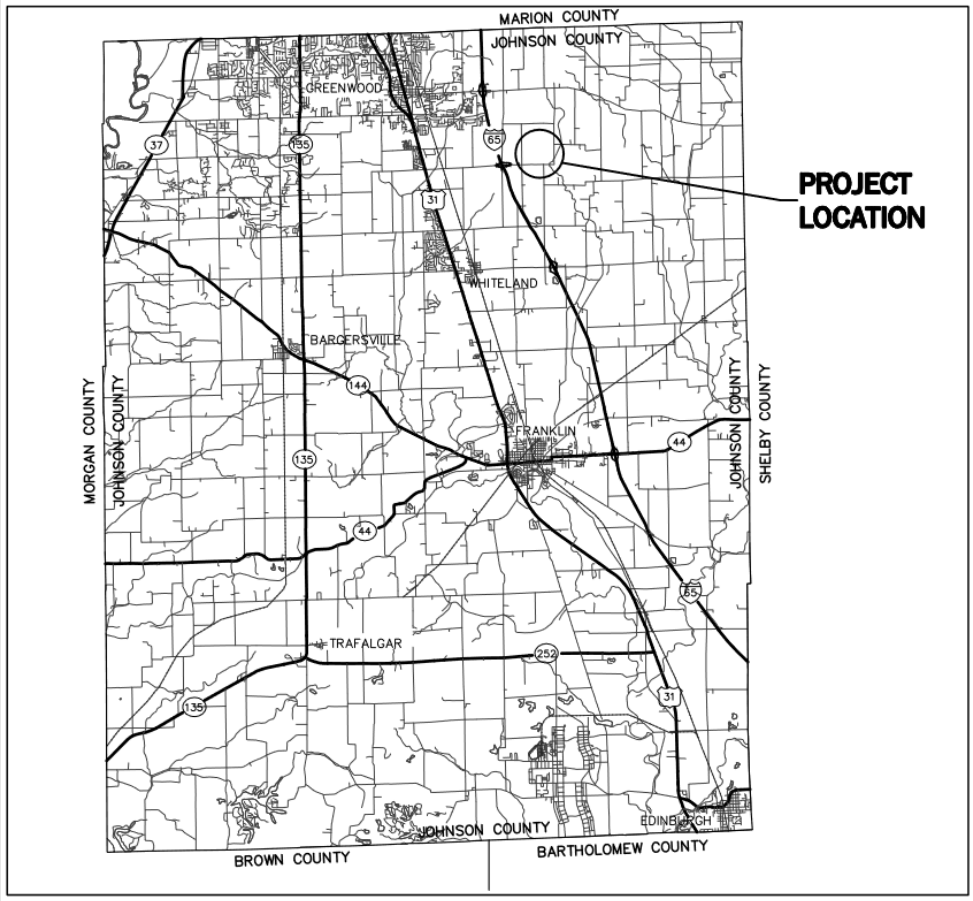 MARION COUNTY
JOHNSON COUNTY
GREENWOOD
37
135
65
31
PROJECT
LOCATION
WHITELAND
BARGERSVILLE
144
MORGAN COUNTY
JOHNSON COUNTY
FRANKLIN
44
JOHNSON COUNTY
SHELBY COUNTY
135
44
65
TRAFALGAR
252
135
31
EDINBURGH
JOHNSON COUNTY
BROWN COUNTY
BARTHOLOMEW COUNTY